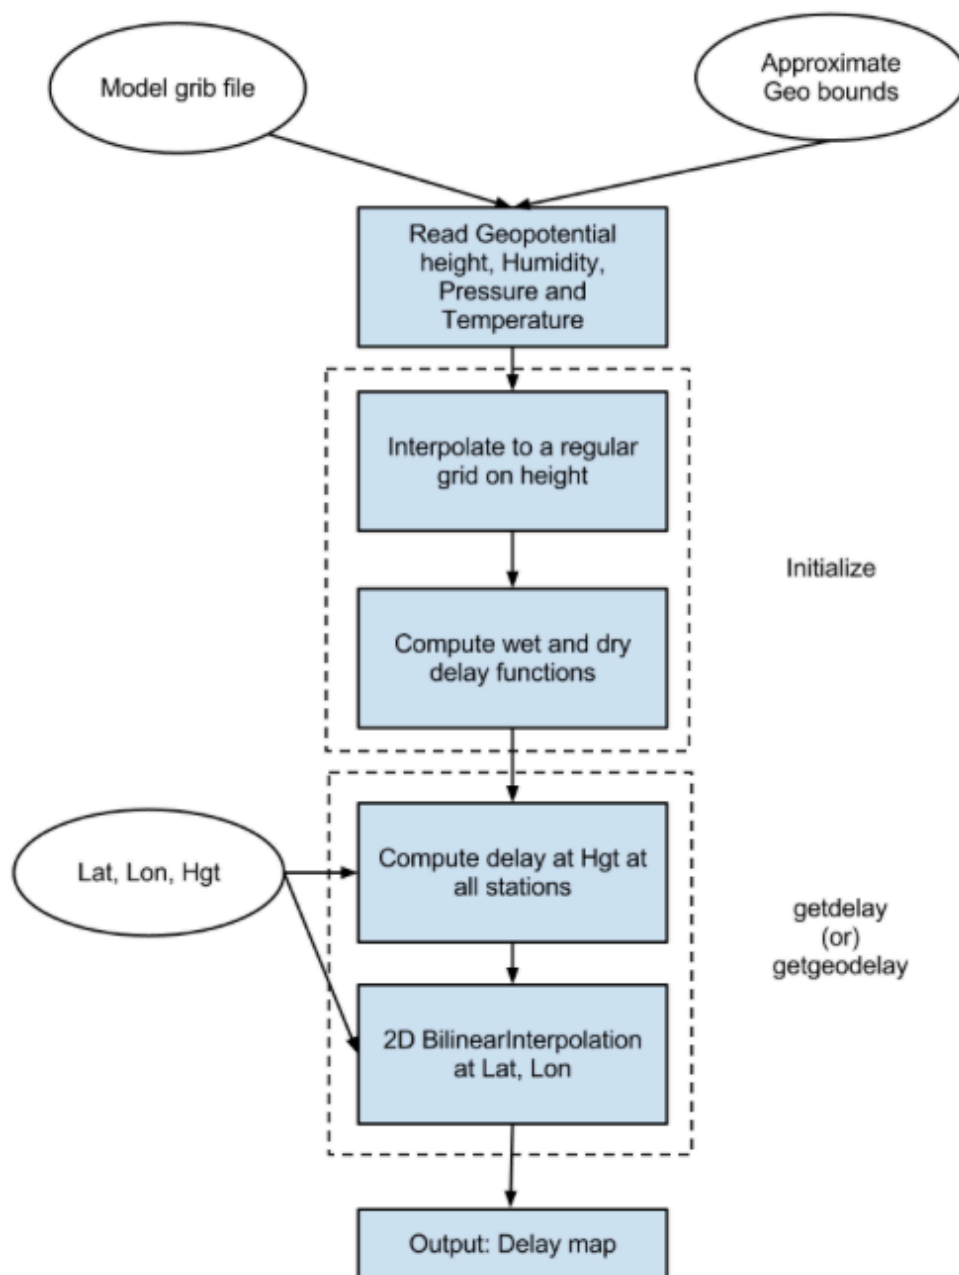 Model grib file
Approximate
Geo bounds
Read Geopotential
height, Humidity,
Pressure and
Temperature
Interpolate to a regular
grid on height
Initialize
Compute wet and dry
delay functions
Lat, Lon, Hgt
Compute delay at Hgt at
all stations
getdelay
(or)
getgeodelay
2D BilinearInterpolation
at Lat, Lon
Output: Delay map